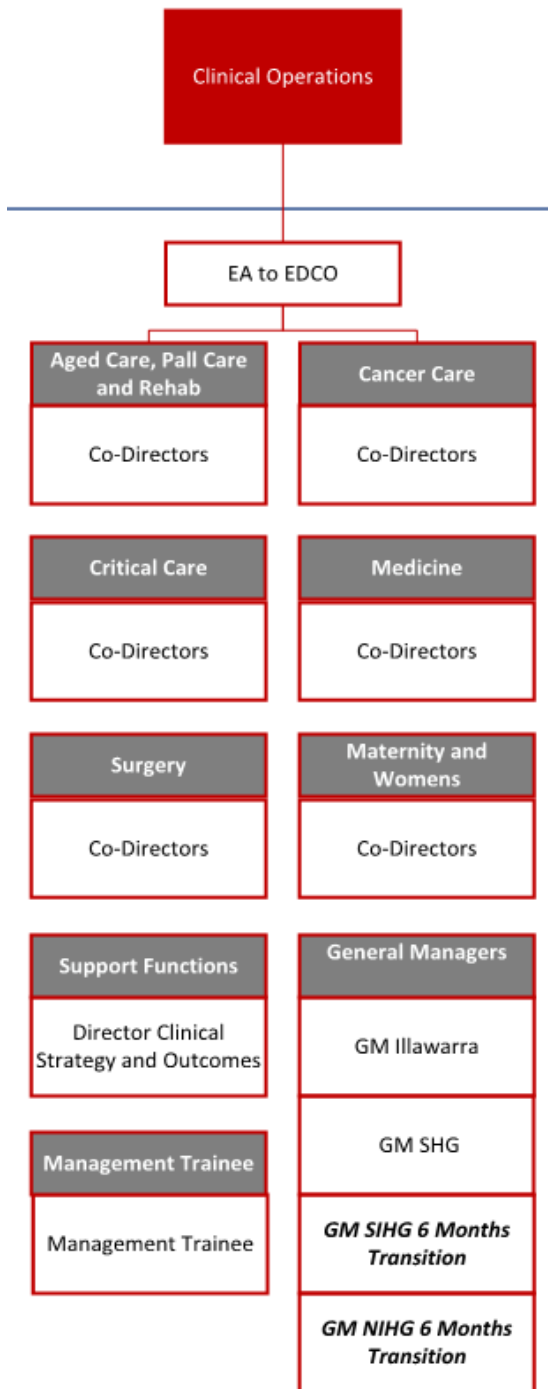 Clinical Operations
EA to EDCO
Aged Care, Pall Care
and Rehab
Co-Directors
Cancer Care
Co-Directors
Critical Care
Co-Directors
Medicine
Co-Directors
Surgery
Co-Directors
Maternity and
Womens
Co-Directors
Support Functions
Director Clinical
Strategy and Outcomes
Management Trainee
Management Trainee
General Managers
GM Illawarra
GM SHG
GM SIHG 6 Months
Transition
GM NIHG 6 Months
Transition